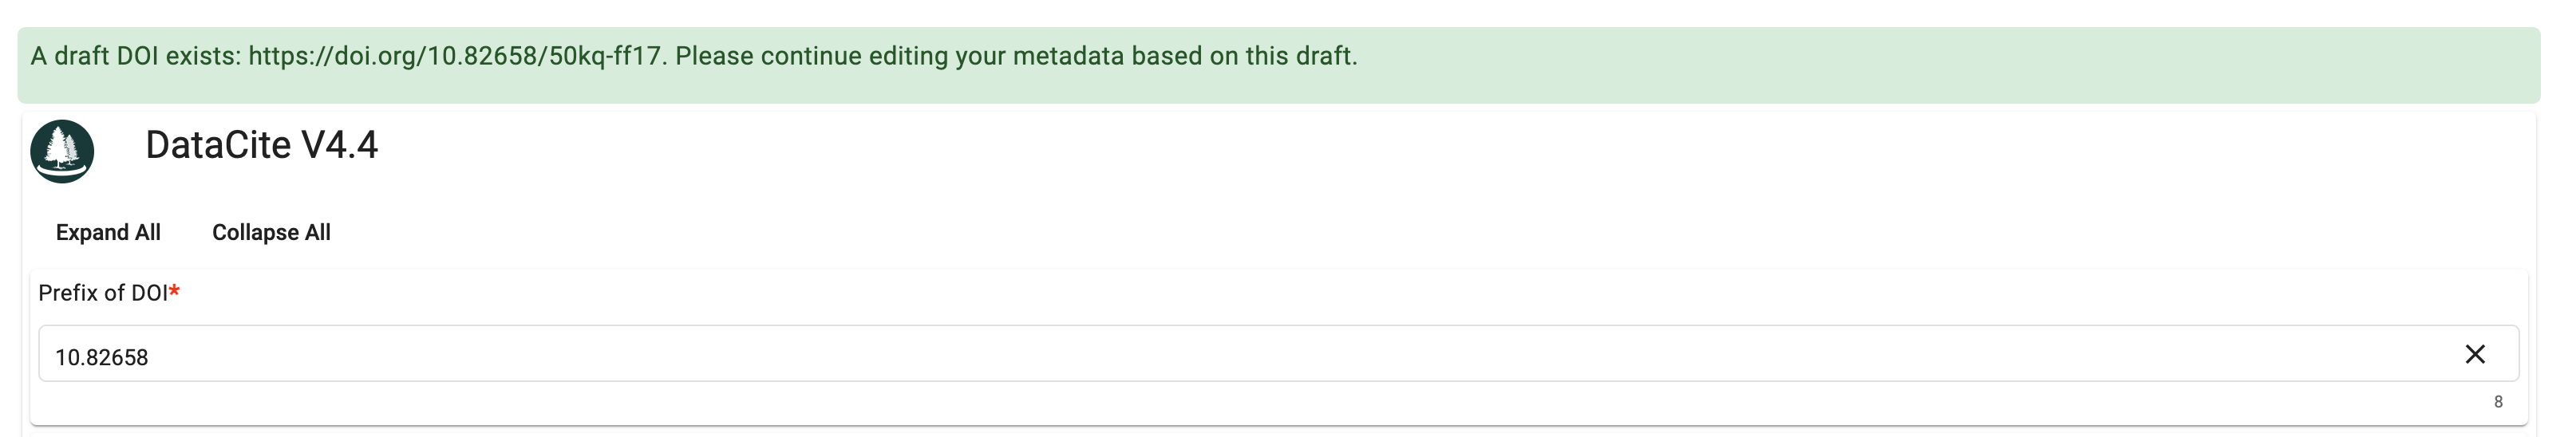 A draft DOI exists: https://doi.org/10.82658/50kq-ff17. Please continue editing your metadata based on this draft.
DataCite V4.4
Expand All Collapse All
Prefix of DOI*
10.82658
8